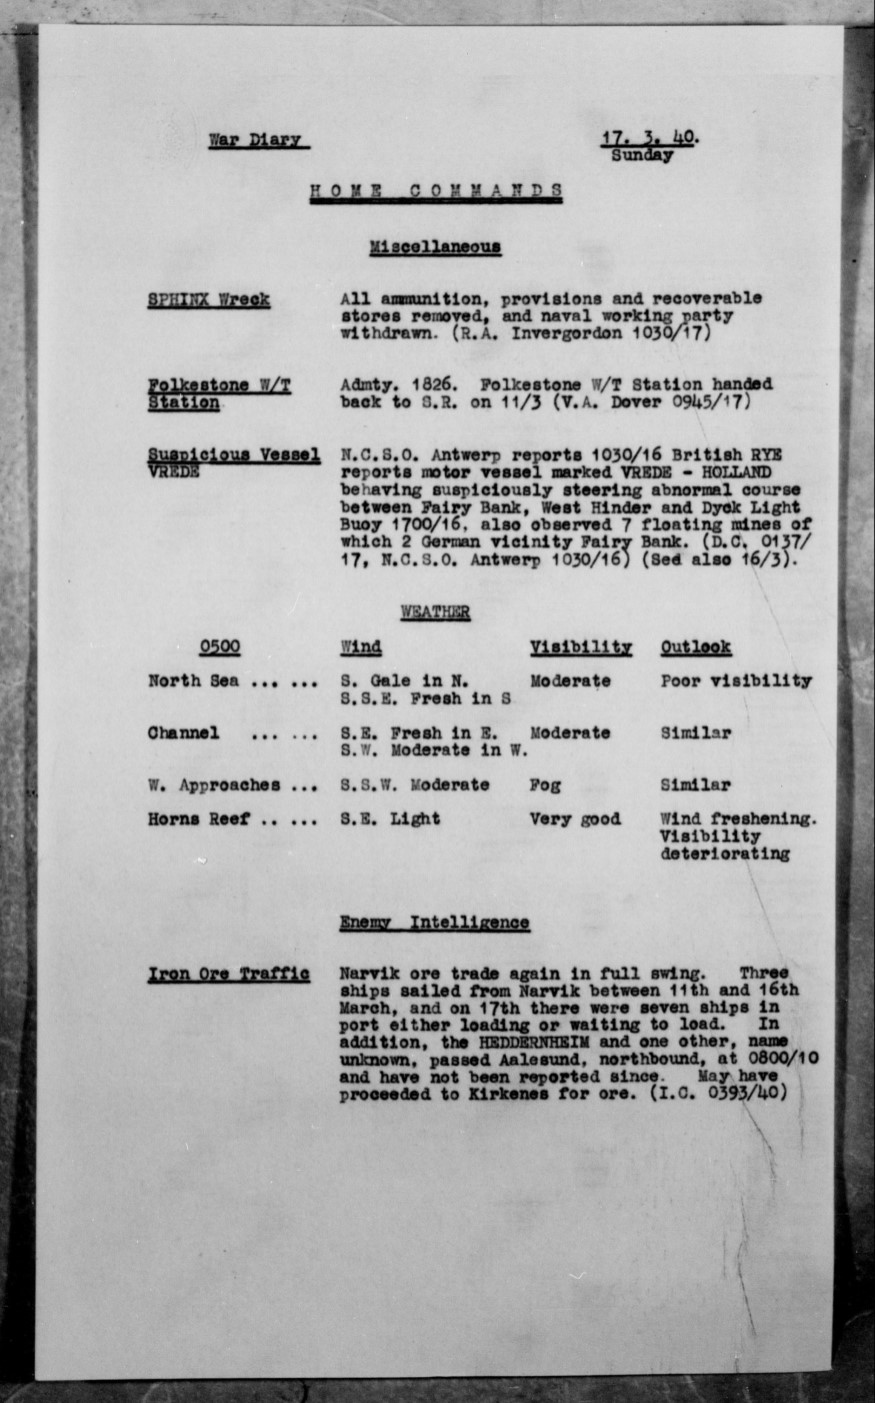 War Diary 17. 3. 40.
Sunday
HOME COMMANDS
Miscellaneous
SPHINX Wreck All ammunition, provisions and recoverable
stores removed, and naval working party
withdrawn. (R.A. Invergordon 1030/17)
Folkestone W/T Admty. 1826. Folkestone W/T Station handed
Station back to S.R. on 11/3 (V.A. Dover 0945/17)
Suspicious Vessel N.C.S.O. Antwerp reports 1030/16 British RYE
VREDE reports motor vessel marked VREDE - HOLLAND
behaving suspiciously steering abnormal course
between Fairy Bank, West Hinder and Dyck Light
Buoy 1700/16, also observed 7 floating mines of
which 2 German vicinity Fairy Bank. (D.C. 0137/
17, N.C.S.O. Antwerp 1030/16) (See also 16/3).
WEATHER
0500 Wind Visibility Outlook
North Sea ... ... S. Gale in N. Moderate Poor visibility
S.S.E. Fresh in S
Channel ... ... S.E. Fresh in E. Moderate Similar
S.W. Moderate in W.
W. Approaches ... S.S.W. Moderate Fog Similar
Horns Reef .. ... S.E. Light Very good Wind freshening.
Visibility
deteriorating
Enemy Intelligence
Iron Ore Traffic Narvik ore trade again in full swing. Three
ships sailed from Narvik between 11th and 16th
March, and on 17th there were seven ships in
port either loading or waiting to load. In
addition, the HEDDERNHEIM and one other, name
unknown, passed Aalesund, northbound, at 0800/10
and have not been reported since. May have
proceeded to Kirkenes for ore. (I.C. 0393/40)